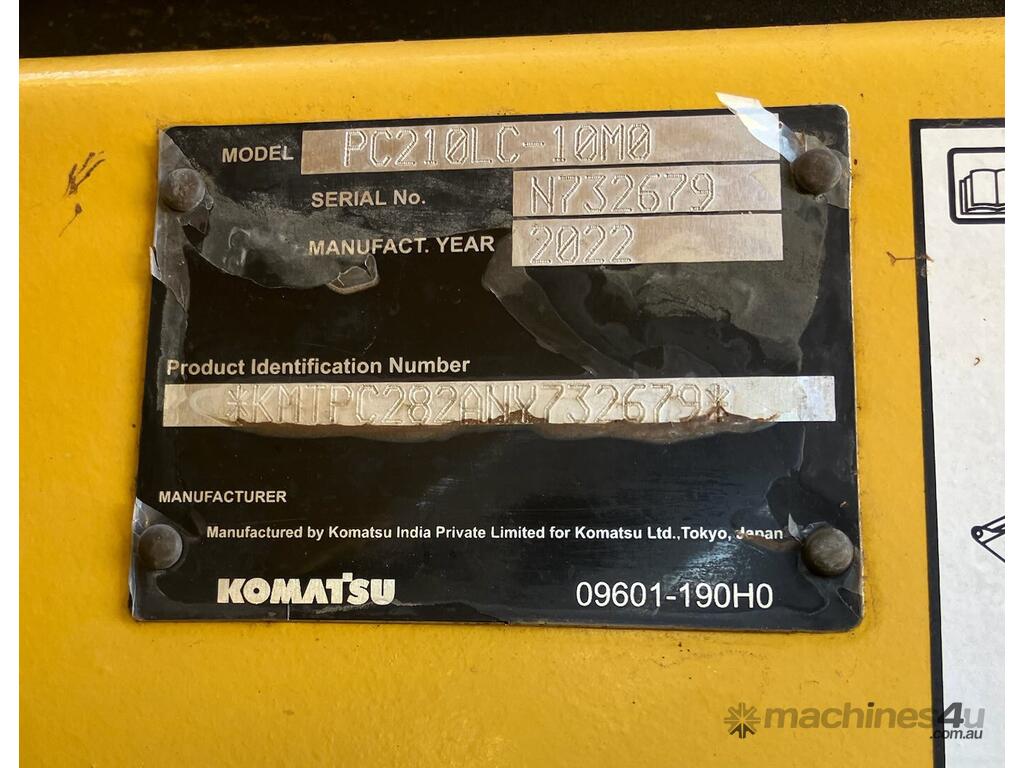 MODEL PC210LC-10M0
SERIAL No. N732679
MANUFACT. YEAR 2022
Product Identification Number
*KMTPC282ANV732679*
MANUFACTURER
Manufactured by Komatsu India Private Limited for Komatsu Ltd.,Tokyo, Japan
KOMATSU 09601-190H0
machines4u
.com.au